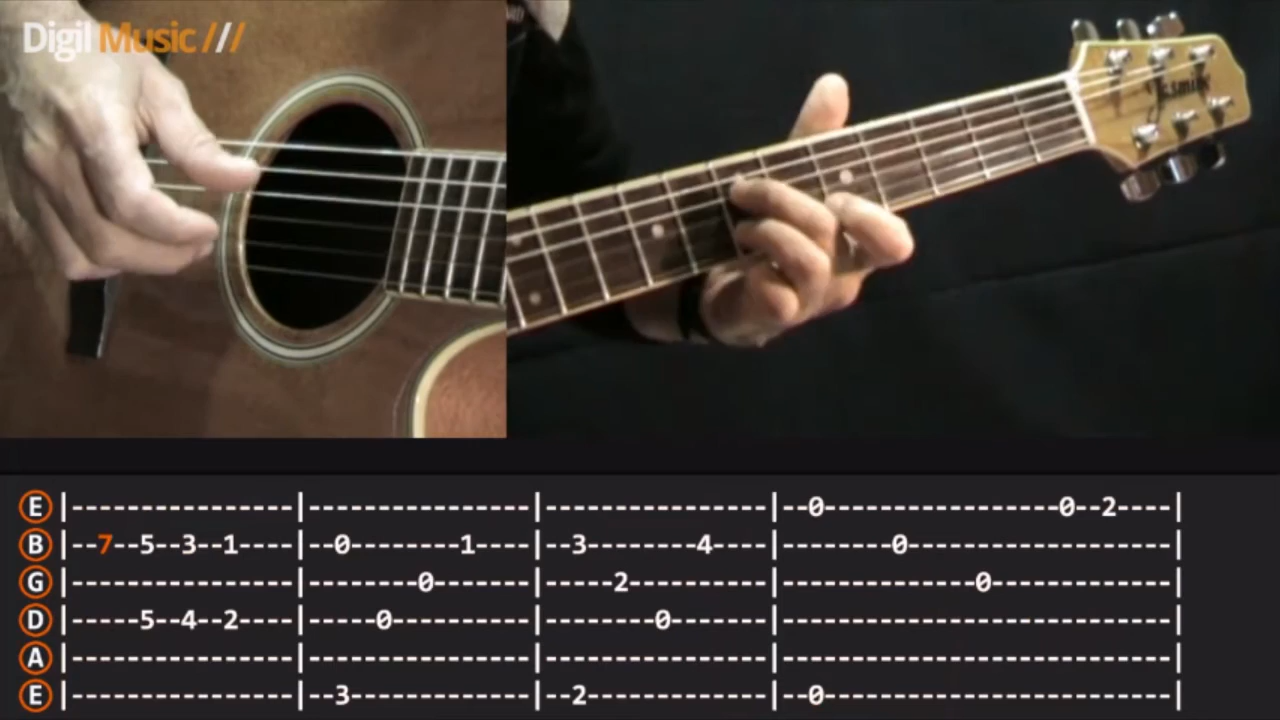 Digil Music ///
E |----------------|----------------|----------------|--0-----------------0--2----|
B |--7--5--3--1----|--0--------1----|--3--------4----|--------0-------------------|
G |----------------|--------0-------|-----2----------|--------------0-------------|
D |-----5--4--2----|-----0----------|--------0-------|----------------------------|
A |----------------|----------------|----------------|----------------------------|
E |----------------|--3-------------|--2-------------|--0-------------------------|